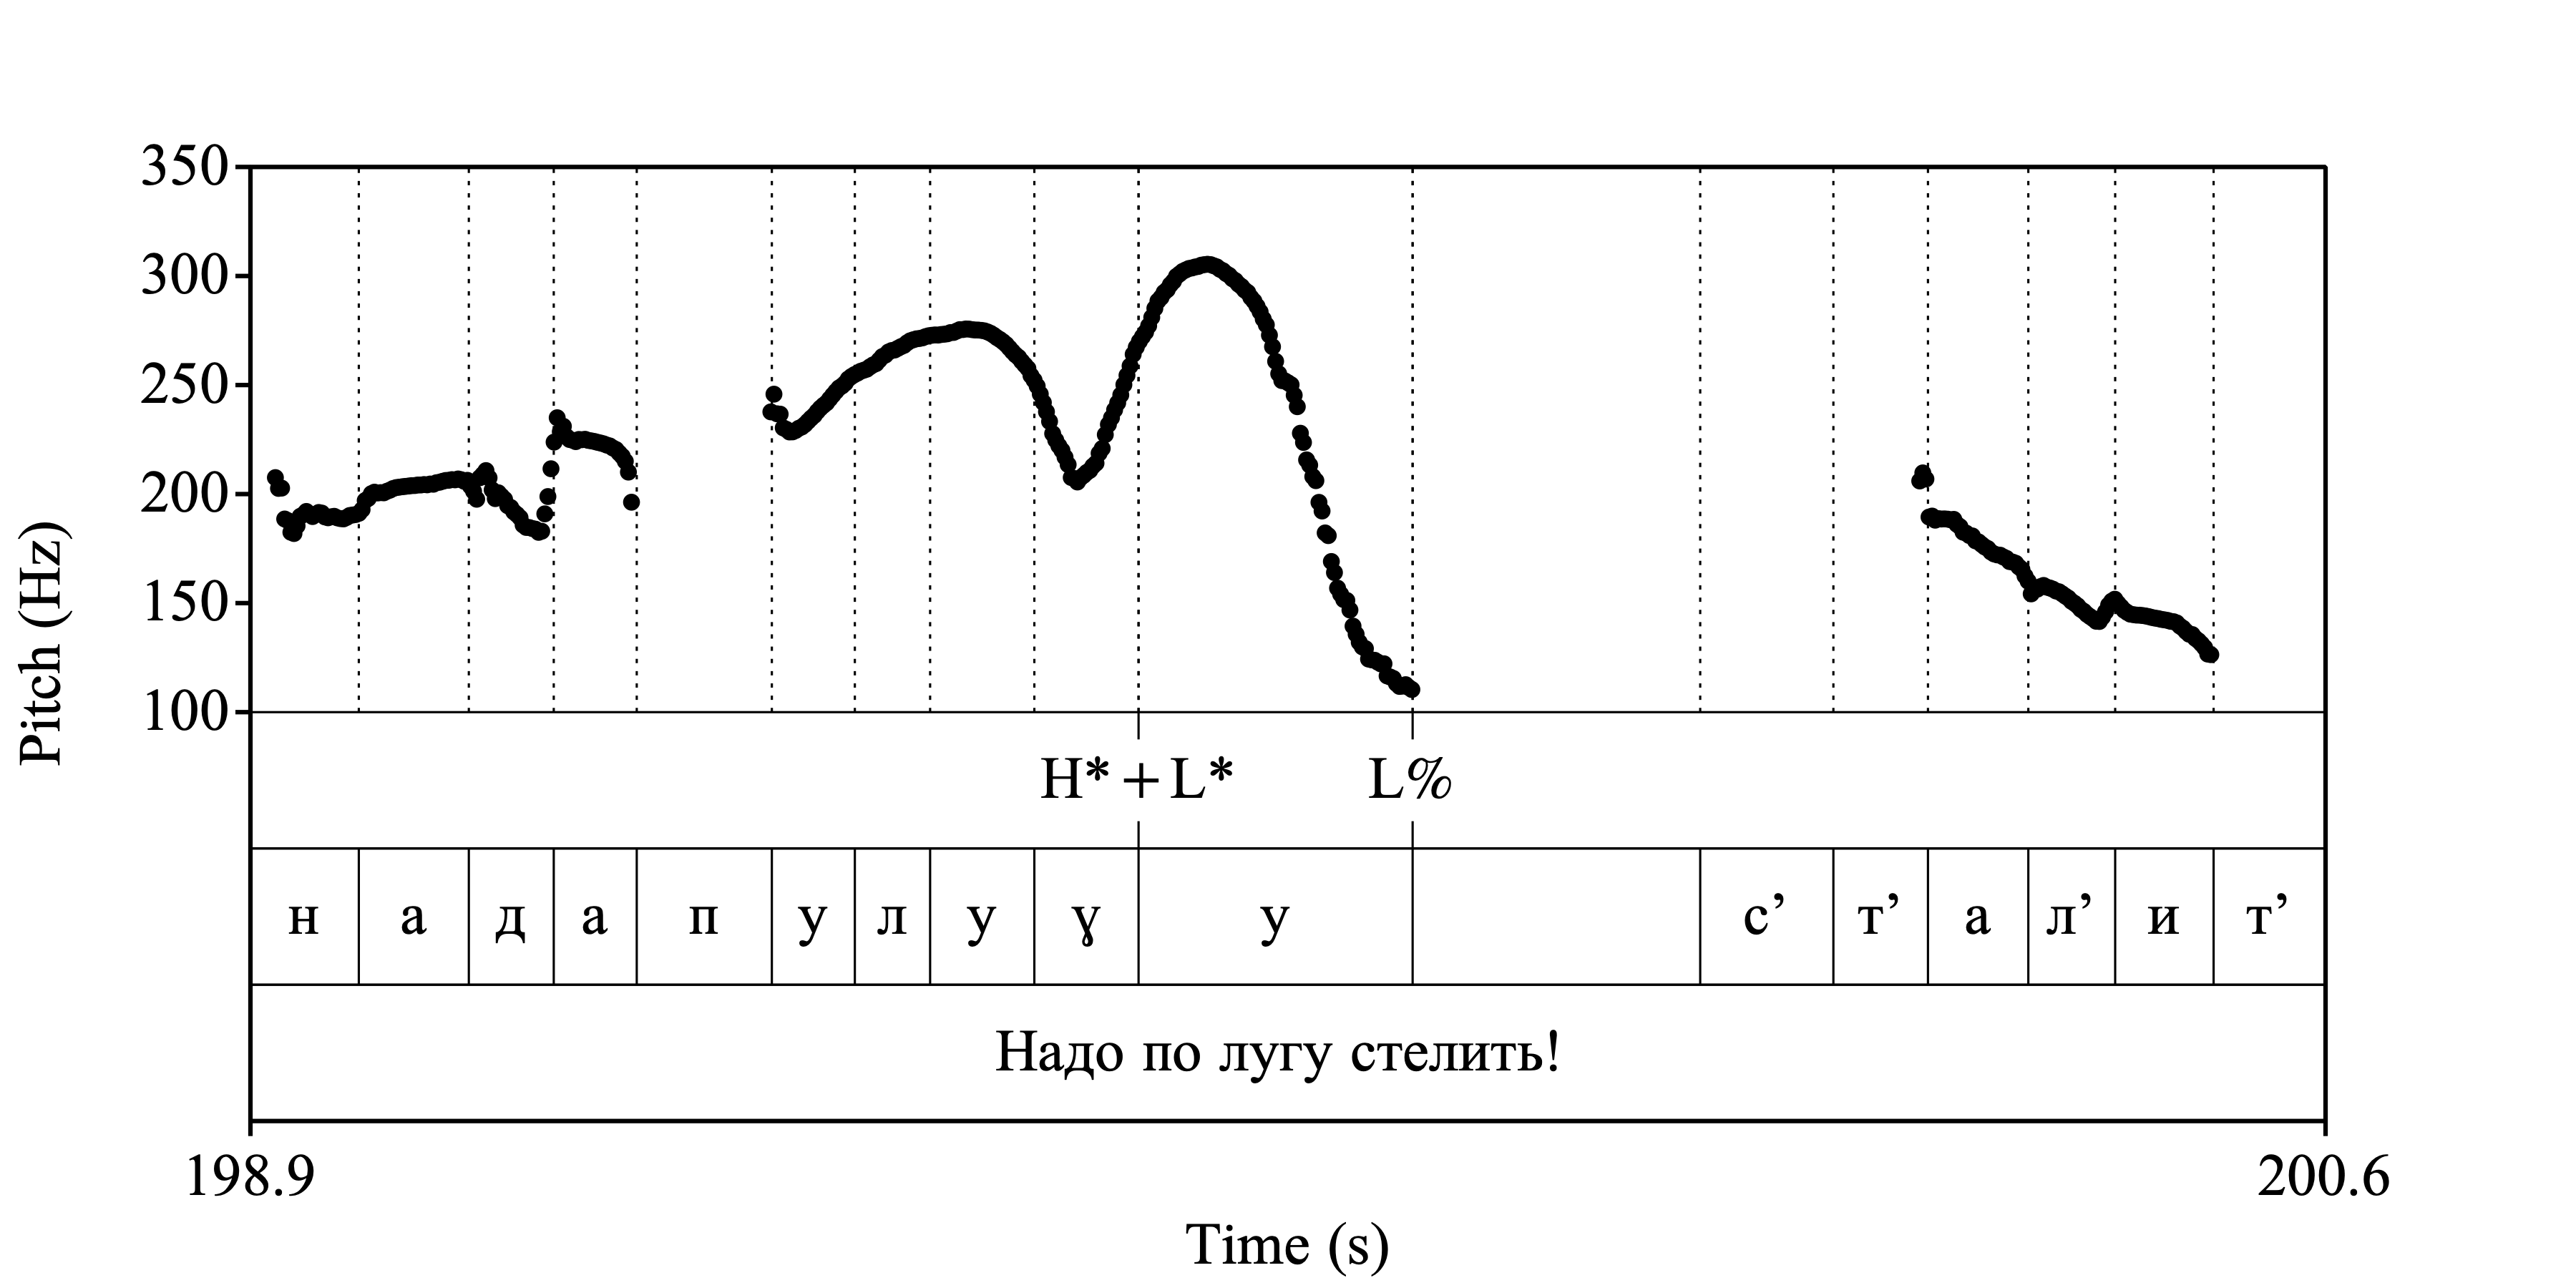 350
300
250
200
150
100
Pitch (Hz)
H*+L* L%
н а д а п у л у ɣ у с’ т’ а л’ и т’
Надо по лугу стелить!
198.9 200.6
Time (s)